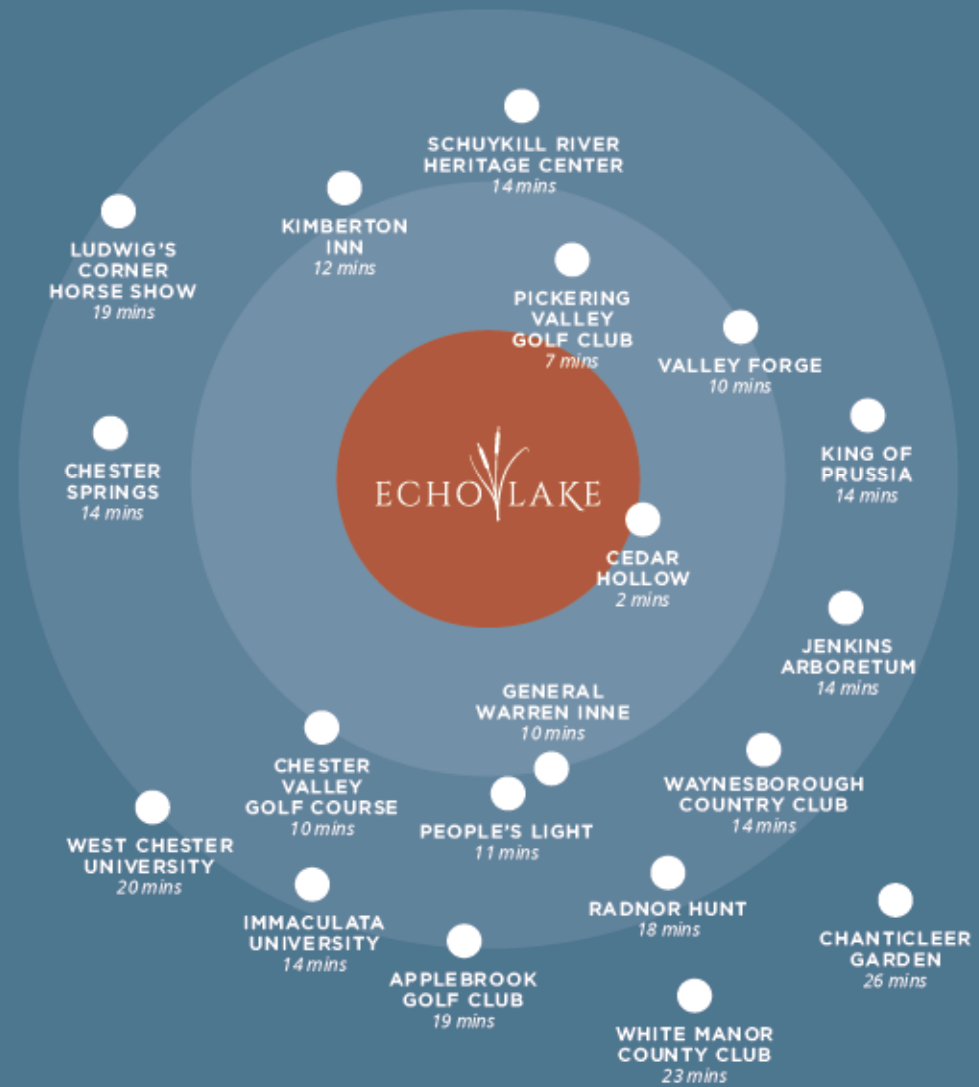 SCHUYKILL RIVER
HERITAGE CENTER
14 mins
KIMBERTON
INN
12 mins
LUDWIG'S
CORNER
HORSE SHOW
19 mins
PICKERING
VALLEY
GOLF CLUB
7 mins
VALLEY FORGE
10 mins
KING OF
PRUSSIA
14 mins
CHESTER
SPRINGS
14 mins
ECHO LAKE
CEDAR
HOLLOW
2 mins
JENKINS
ARBORETUM
14 mins
GENERAL
WARREN INNE
10 mins
CHESTER
VALLEY
GOLF COURSE
10 mins
WAYNESBOROUGH
COUNTRY CLUB
14 mins
PEOPLE'S LIGHT
11 mins
WEST CHESTER
UNIVERSITY
20 mins
RADNOR HUNT
18 mins
IMMACULATA
UNIVERSITY
14 mins
CHANTICLEER
GARDEN
26 mins
APPLEBROOK
GOLF CLUB
19 mins
WHITE MANOR
COUNTY CLUB
23 mins